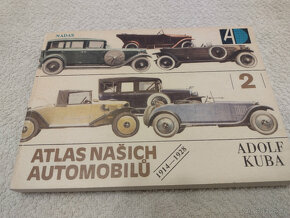 NADAS
A
2
ATLAS NAŠICH
AUTOMOBILŮ
1914–1928
ADOLF
KUBA